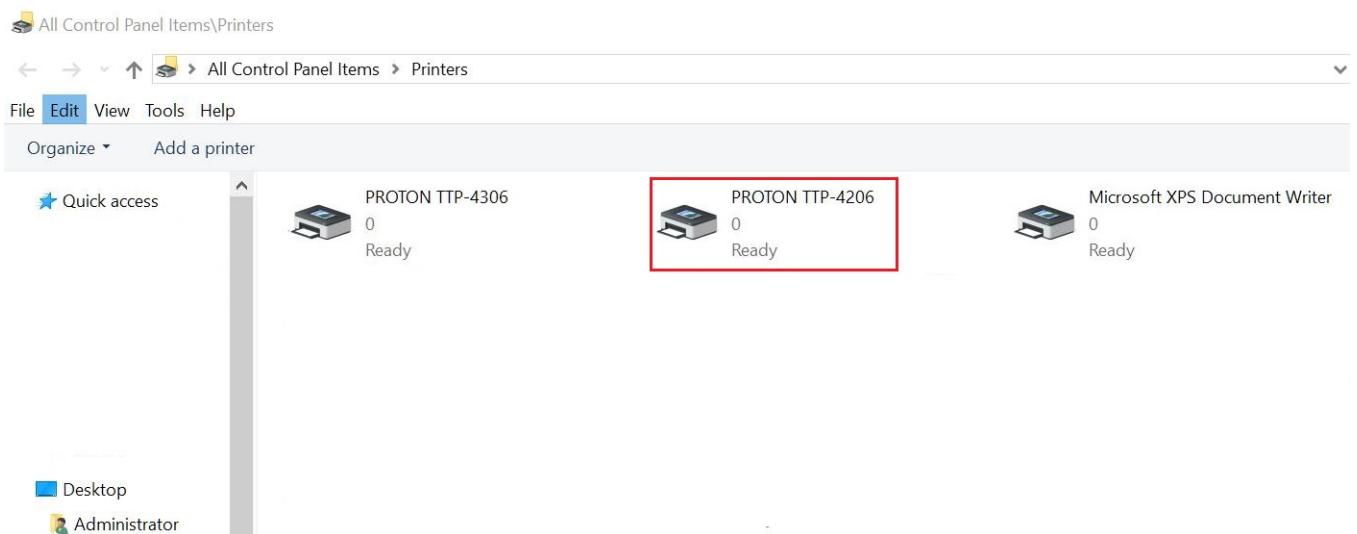 All Control Panel Items\Printers
All Control Panel Items > Printers
File Edit View Tools Help
Organize Add a printer
Quick access
PROTON TTP-4306
0
Ready
PROTON TTP-4206
0
Ready
Microsoft XPS Document Writer
0
Ready
Desktop
Administrator